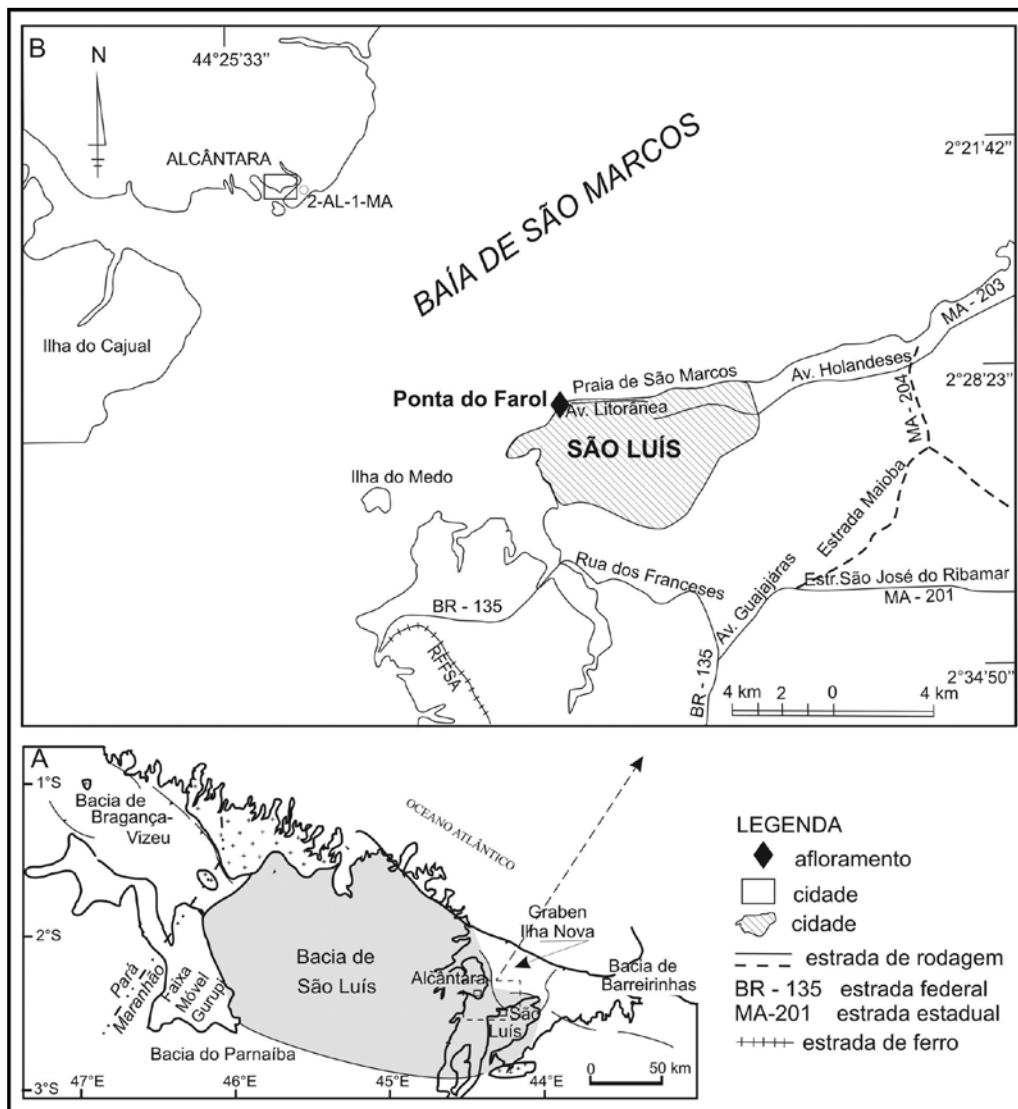 B
N
44°25'33"
ALCÂNTARA
2-AL-1-MA
2°21'42"
BAÍA DE SÃO MARCOS
Ilha do Cajual
MA - 203
Av. Holandeses
Praia de São Marcos
2°28'23"
Ponta do Farol
Av. Litorânea
MA - 204
SÃO LUÍS
Ilha do Medo
Estrada Maioba
Rua dos Franceses
Av. Guajajáras
Estr.São José do Ribamar
MA - 201
BR - 135
RFFSA
BR - 135
2°34'50"
4 km 2 0 4 km
A
1°S
2°S
3°S
Bacia de
Bragança-
Vizeu
OCEANO ATLÂNTICO
Graben
Ilha Nova
Bacia de
São Luís
Alcântara
Bacia de
Barreirinhas
São
Luís
Pará
Maranhão
Faixa
Móvel
Gurupi
Bacia do Parnaíba
47°E 46°E 45°E 44°E
0 50 km
LEGENDA
afloramento
cidade
cidade
estrada de rodagem
BR - 135 estrada federal
MA-201 estrada estadual
estrada de ferro